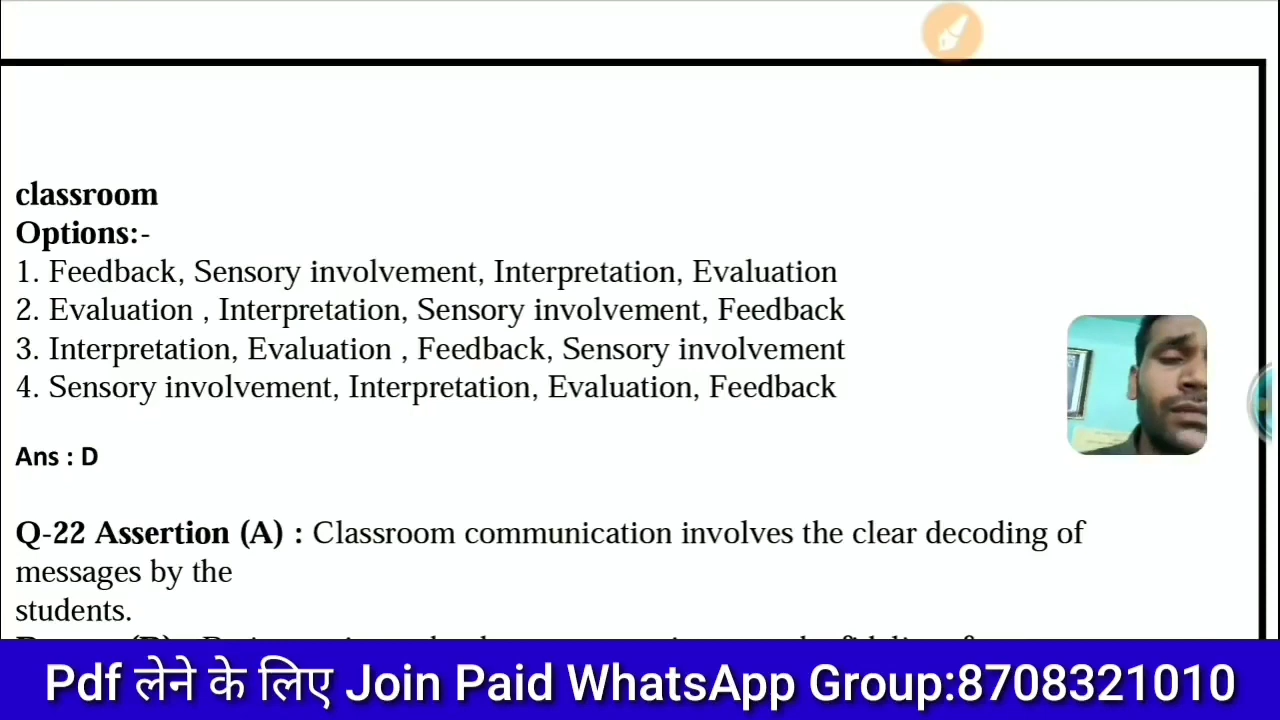 classroom
Options:-
1. Feedback, Sensory involvement, Interpretation, Evaluation
2. Evaluation , Interpretation, Sensory involvement, Feedback
3. Interpretation, Evaluation , Feedback, Sensory involvement
4. Sensory involvement, Interpretation, Evaluation, Feedback
Ans : D
Q-22 Assertion (A) : Classroom communication involves the clear decoding of
messages by the
students.
Pdf लेने के लिए Join Paid WhatsApp Group:8708321010